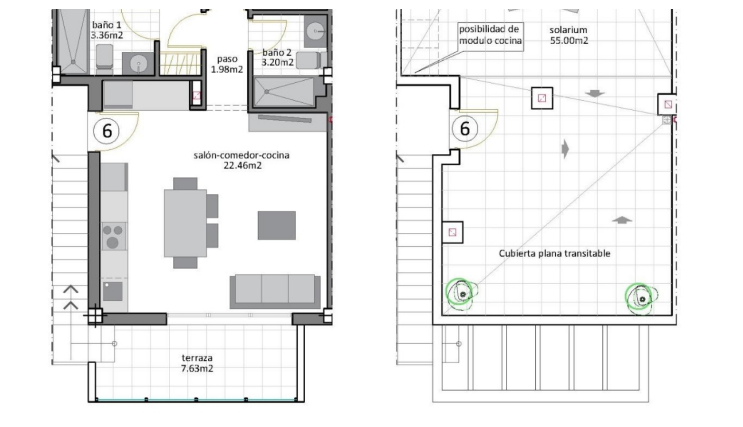 baño 1
3.36m2
paso
1.98m2
baño 2
3.20m2
6
salón-comedor-cocina
22.46m2
terraza
7.63m2
posibilidad de
modulo cocina
solarium
55.00m2
6
Cubierta plana transitable